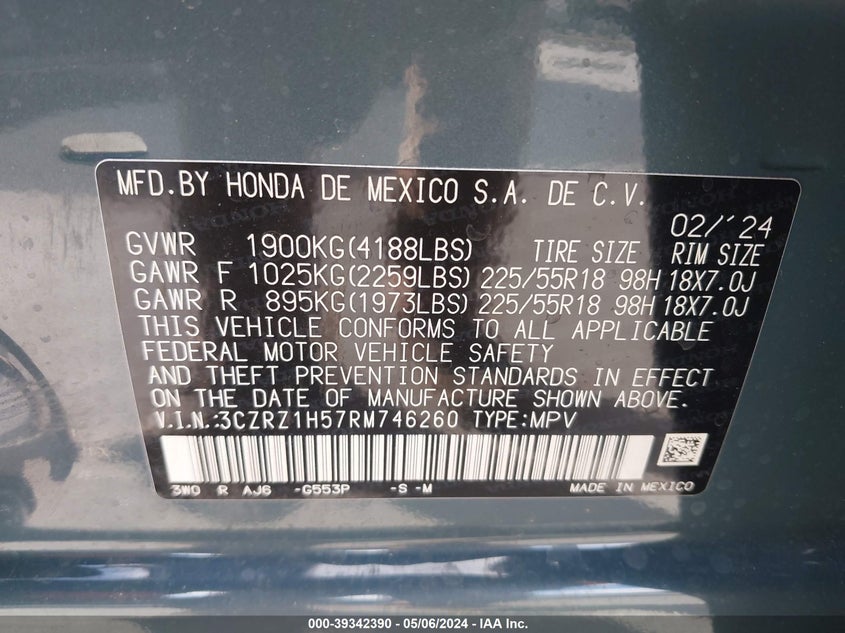 MFD.BY HONDA DE MEXICO S.A. DE C.V.
02/'24
GVWR 1900KG(4188LBS) TIRE SIZE RIM SIZE
GAWR F 1025KG(2259LBS) 225/55R18 98H 18X7.0J
GAWR R 895KG(1973LBS) 225/55R18 98H 18X7.0J
THIS VEHICLE CONFORMS TO ALL APPLICABLE
FEDERAL MOTOR VEHICLE SAFETY
AND THEFT PREVENTION STANDARDS IN EFFECT
ON THE DATE OF MANUFACTURE SHOWN ABOVE.
V.I.N.:3CZRZ1H57RM746260 TYPE:MPV
3WO R AJ6 -G553P -S -M MADE IN MEXICO
000-39342390 - 05/06/2024 - IAA Inc.